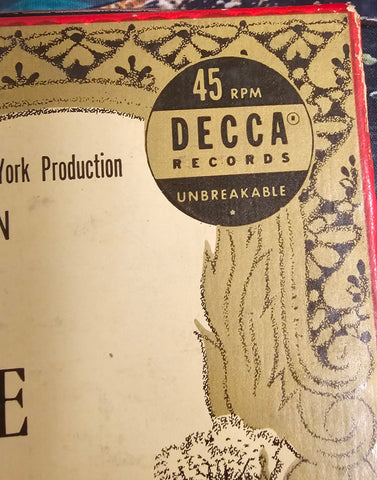 45 RPM
DECCA®
RECORDS
UNBREAKABLE
York Production
N
E